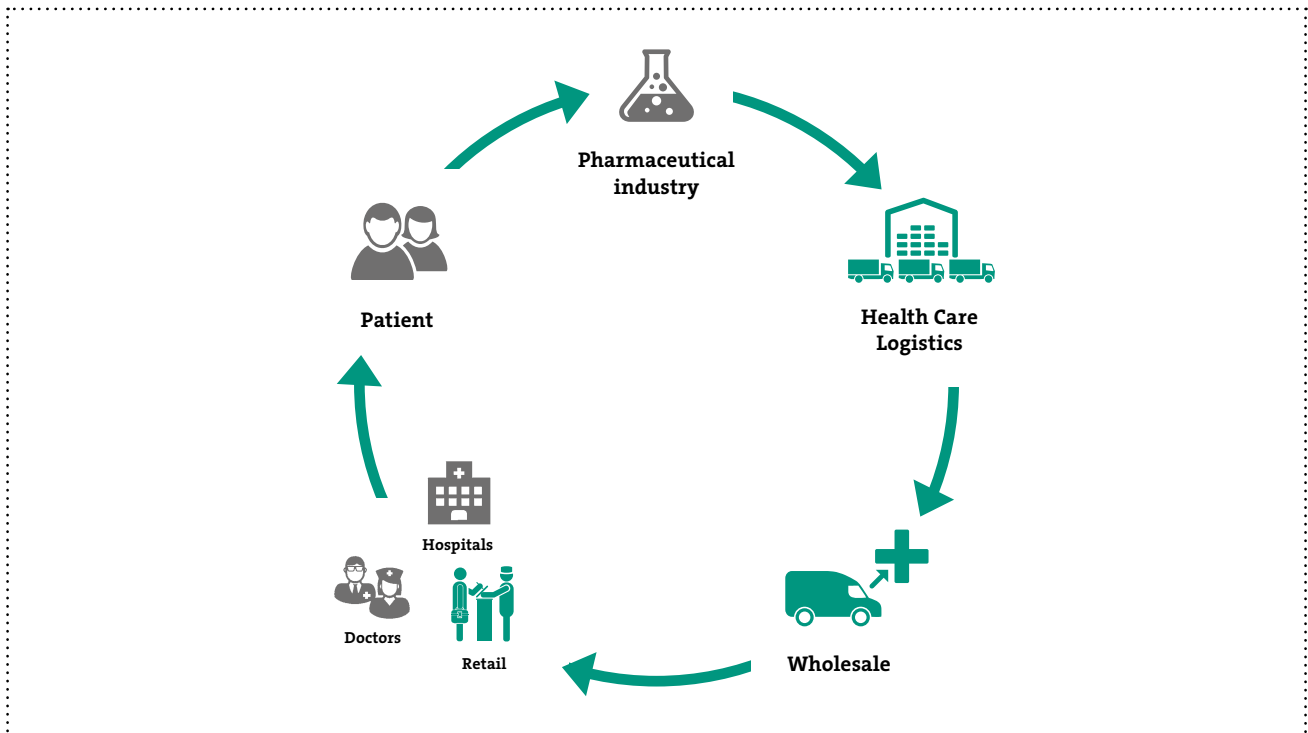 Pharmaceutical
industry
Health Care
Logistics
Wholesale
Retail
Doctors
Hospitals
Patient